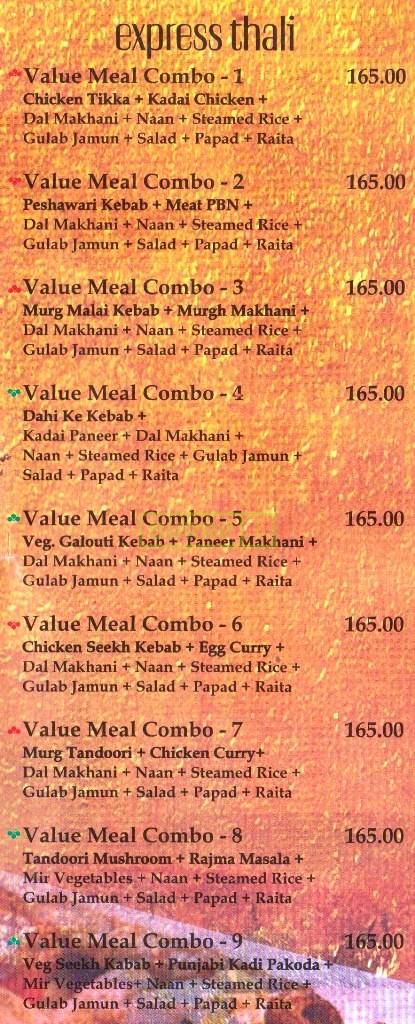 express thali
Value Meal Combo - 1 165.00
Chicken Tikka + Kadai Chicken +
Dal Makhani + Naan + Steamed Rice +
Gulab Jamun + Salad + Papad + Raita
Value Meal Combo - 2 165.00
Peshawari Kebab + Meat PBN +
Dal Makhani + Naan + Steamed Rice +
Gulab Jamun + Salad + Papad + Raita
Value Meal Combo - 3 165.00
Murg Malai Kebab + Murgh Makhani +
Dal Makhani + Naan + Steamed Rice +
Gulab Jamun + Salad + Papad + Raita
Value Meal Combo - 4 165.00
Dahi Ke Kebab +
Kadai Paneer + Dal Makhani +
Naan + Steamed Rice + Gulab Jamun +
Salad + Papad + Raita
Value Meal Combo - 5 165.00
Veg. Galouti Kebab + Paneer Makhani +
Dal Makhani + Naan + Steamed Rice +
Gulab Jamun + Salad + Papad + Raita
Value Meal Combo - 6 165.00
Chicken Seekh Kebab + Egg Curry +
Dal Makhani + Naan + Steamed Rice +
Gulab Jamun + Salad + Papad + Raita
Value Meal Combo - 7 165.00
Murg Tandoori + Chicken Curry+
Dal Makhani + Naan + Steamed Rice +
Gulab Jamun + Salad + Papad + Raita
Value Meal Combo - 8 165.00
Tandoori Mushroom + Rajma Masala +
Mir Vegetables + Naan + Steamed Rice +
Gulab Jamun + Salad + Papad + Raita
Value Meal Combo - 9 165.00
Veg Seekh Kabab + Punjabi Kadi Pakoda +
Mir Vegetables+ Naan + Steamed Rice +
Gulab Jamun + Salad + Papad + Raita